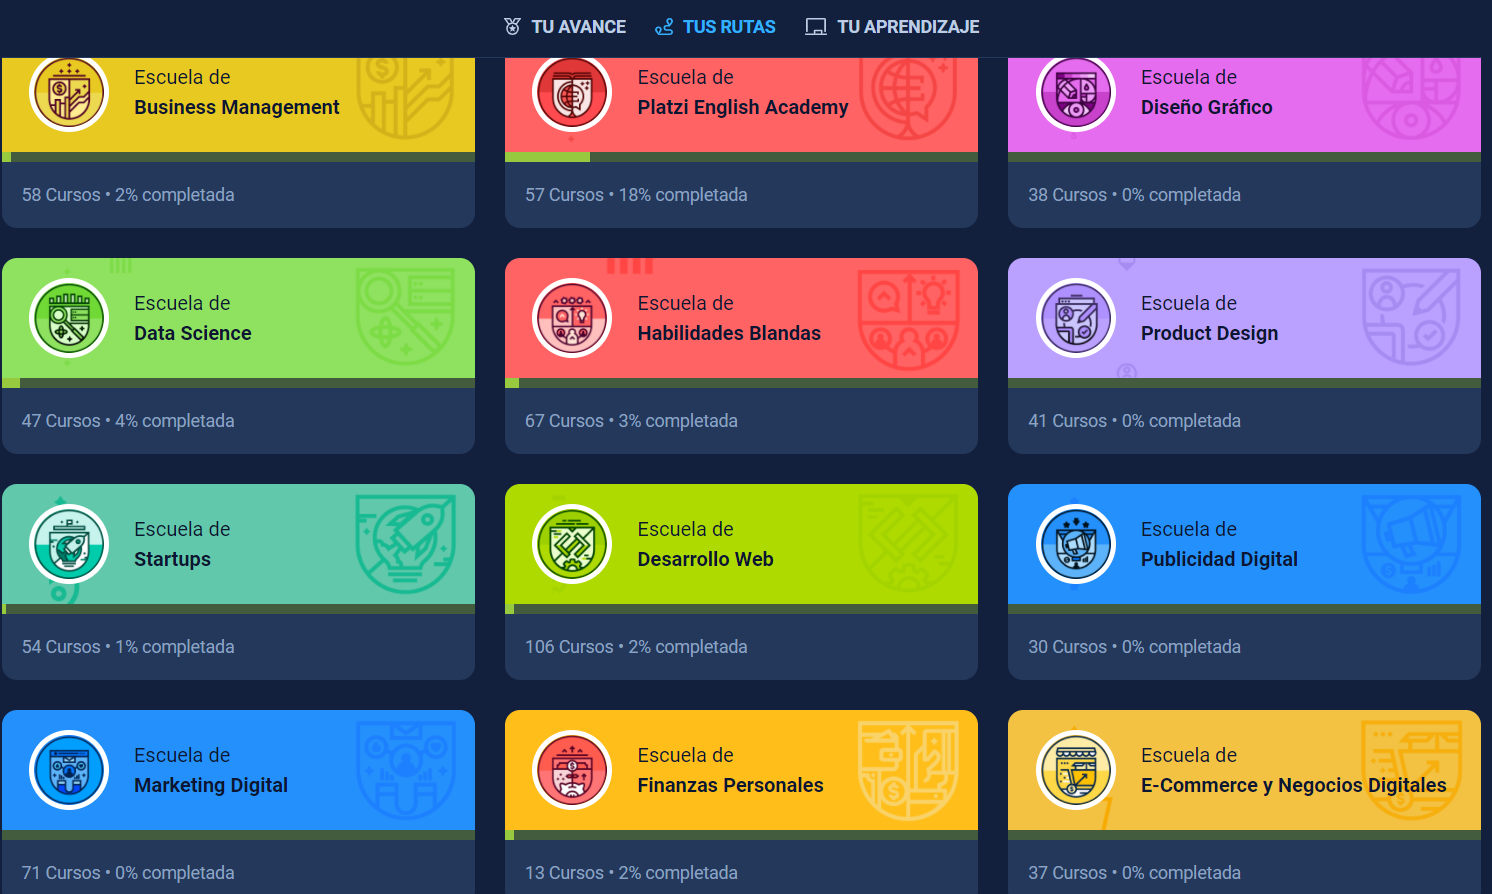 TU AVANCE
TUS RUTAS
TU APRENDIZAJE
Escuela de
Business Management
58 Cursos • 2% completada
Escuela de
Platzi English Academy
57 Cursos • 18% completada
Escuela de
Diseño Gráfico
38 Cursos • 0% completada
Escuela de
Data Science
47 Cursos • 4% completada
Escuela de
Habilidades Blandas
67 Cursos • 3% completada
Escuela de
Product Design
41 Cursos • 0% completada
Escuela de
Startups
54 Cursos • 1% completada
Escuela de
Desarrollo Web
106 Cursos • 2% completada
Escuela de
Publicidad Digital
30 Cursos • 0% completada
Escuela de
Marketing Digital
71 Cursos • 0% completada
Escuela de
Finanzas Personales
13 Cursos • 2% completada
Escuela de
E-Commerce y Negocios Digitales
37 Cursos • 0% completada